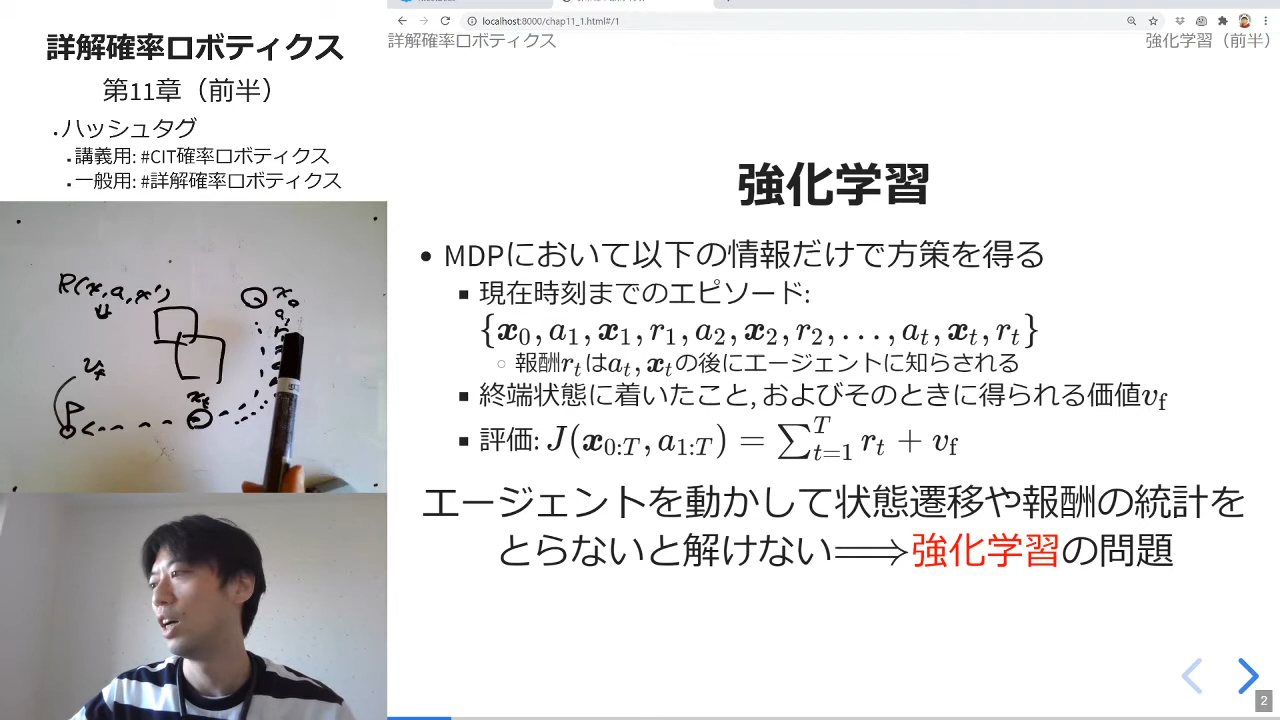 詳解確率ロボティクス
第11章（前半）
・ハッシュタグ
・講義用: #CIT確率ロボティクス
・一般用: #詳解確率ロボティクス
localhost:8000/chap11_1.html#/1
詳解確率ロボティクス
強化学習（前半）
強化学習
• MDPにおいて以下の情報だけで方策を得る
▪ 現在時刻までのエピソード:
{x₀, a₁, x₁, r₁, a₂, x₂, r₂, ..., aₜ, xₜ, rₜ}
○ 報酬rₜはaₜ, xₜの後にエージェントに知らされる
▪ 終端状態に着いたこと, およびそのときに得られる価値v_f
▪ 評価: J(x₀:T, a₁:T) = ∑ᵀₜ₌₁ rₜ + v_f
エージェントを動かして状態遷移や報酬の統計を
とらないと解けない⟹強化学習の問題
2
R(x, a, x')
x₀
a₁
v_f
xₜ